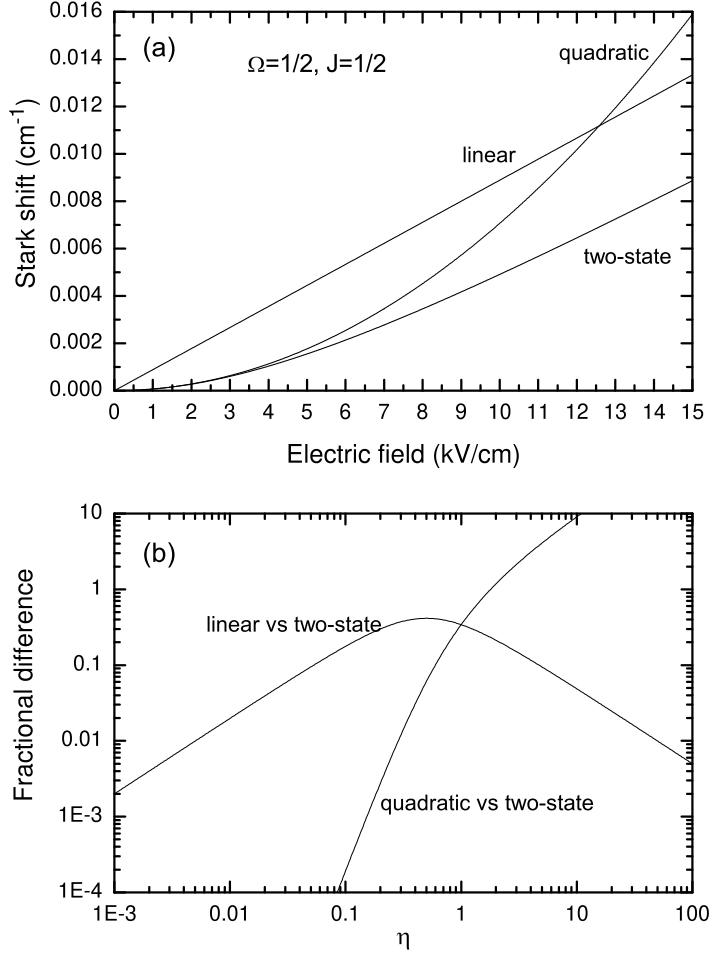 0.016
(a)
Ω=1/2, J=1/2
quadratic
0.014
0.012
linear
0.010
0.008
two-state
0.006
0.004
0.002
0.000
Stark shift (cm-1)
0 1 2 3 4 5 6 7 8 9 10 11 12 13 14 15
Electric field (kV/cm)
10
(b)
1
linear vs two-state
0.1
0.01
quadratic vs two-state
1E-3
1E-4
Fractional difference
1E-3 0.01 0.1 1 10 100
η